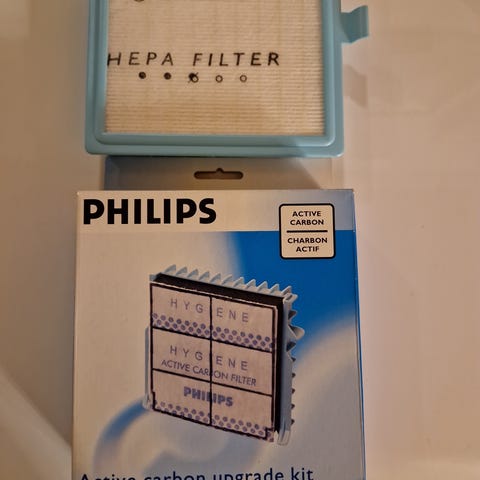 HEPA FILTER
PHILIPS
ACTIVE
CARBON
CHARBON
ACTIF
HYGIENE
HYGIENE
ACTIVE CARBON FILTER
PHILIPS
Active carbon upgrade kit